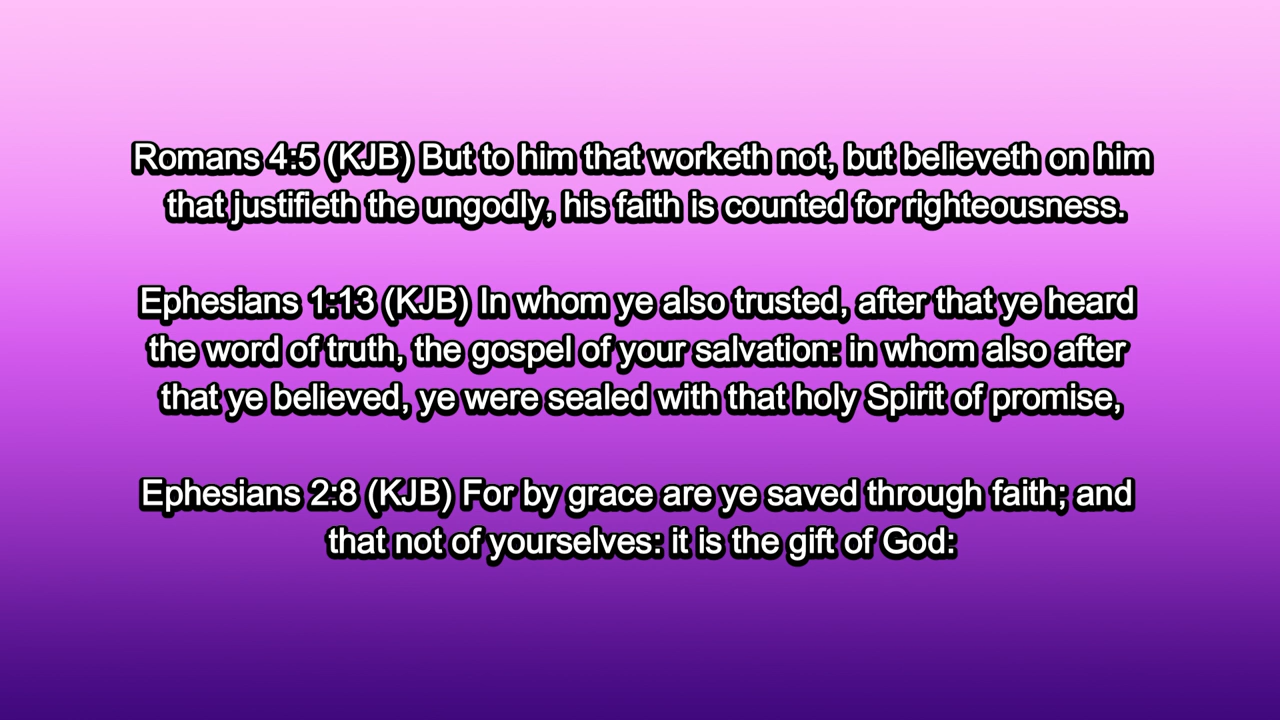 Romans 4:5 (KJB) But to him that worketh not, but believeth on him
that justifieth the ungodly, his faith is counted for righteousness.
Ephesians 1:13 (KJB) In whom ye also trusted, after that ye heard
the word of truth, the gospel of your salvation: in whom also after
that ye believed, ye were sealed with that holy Spirit of promise,
Ephesians 2:8 (KJB) For by grace are ye saved through faith; and
that not of yourselves: it is the gift of God: